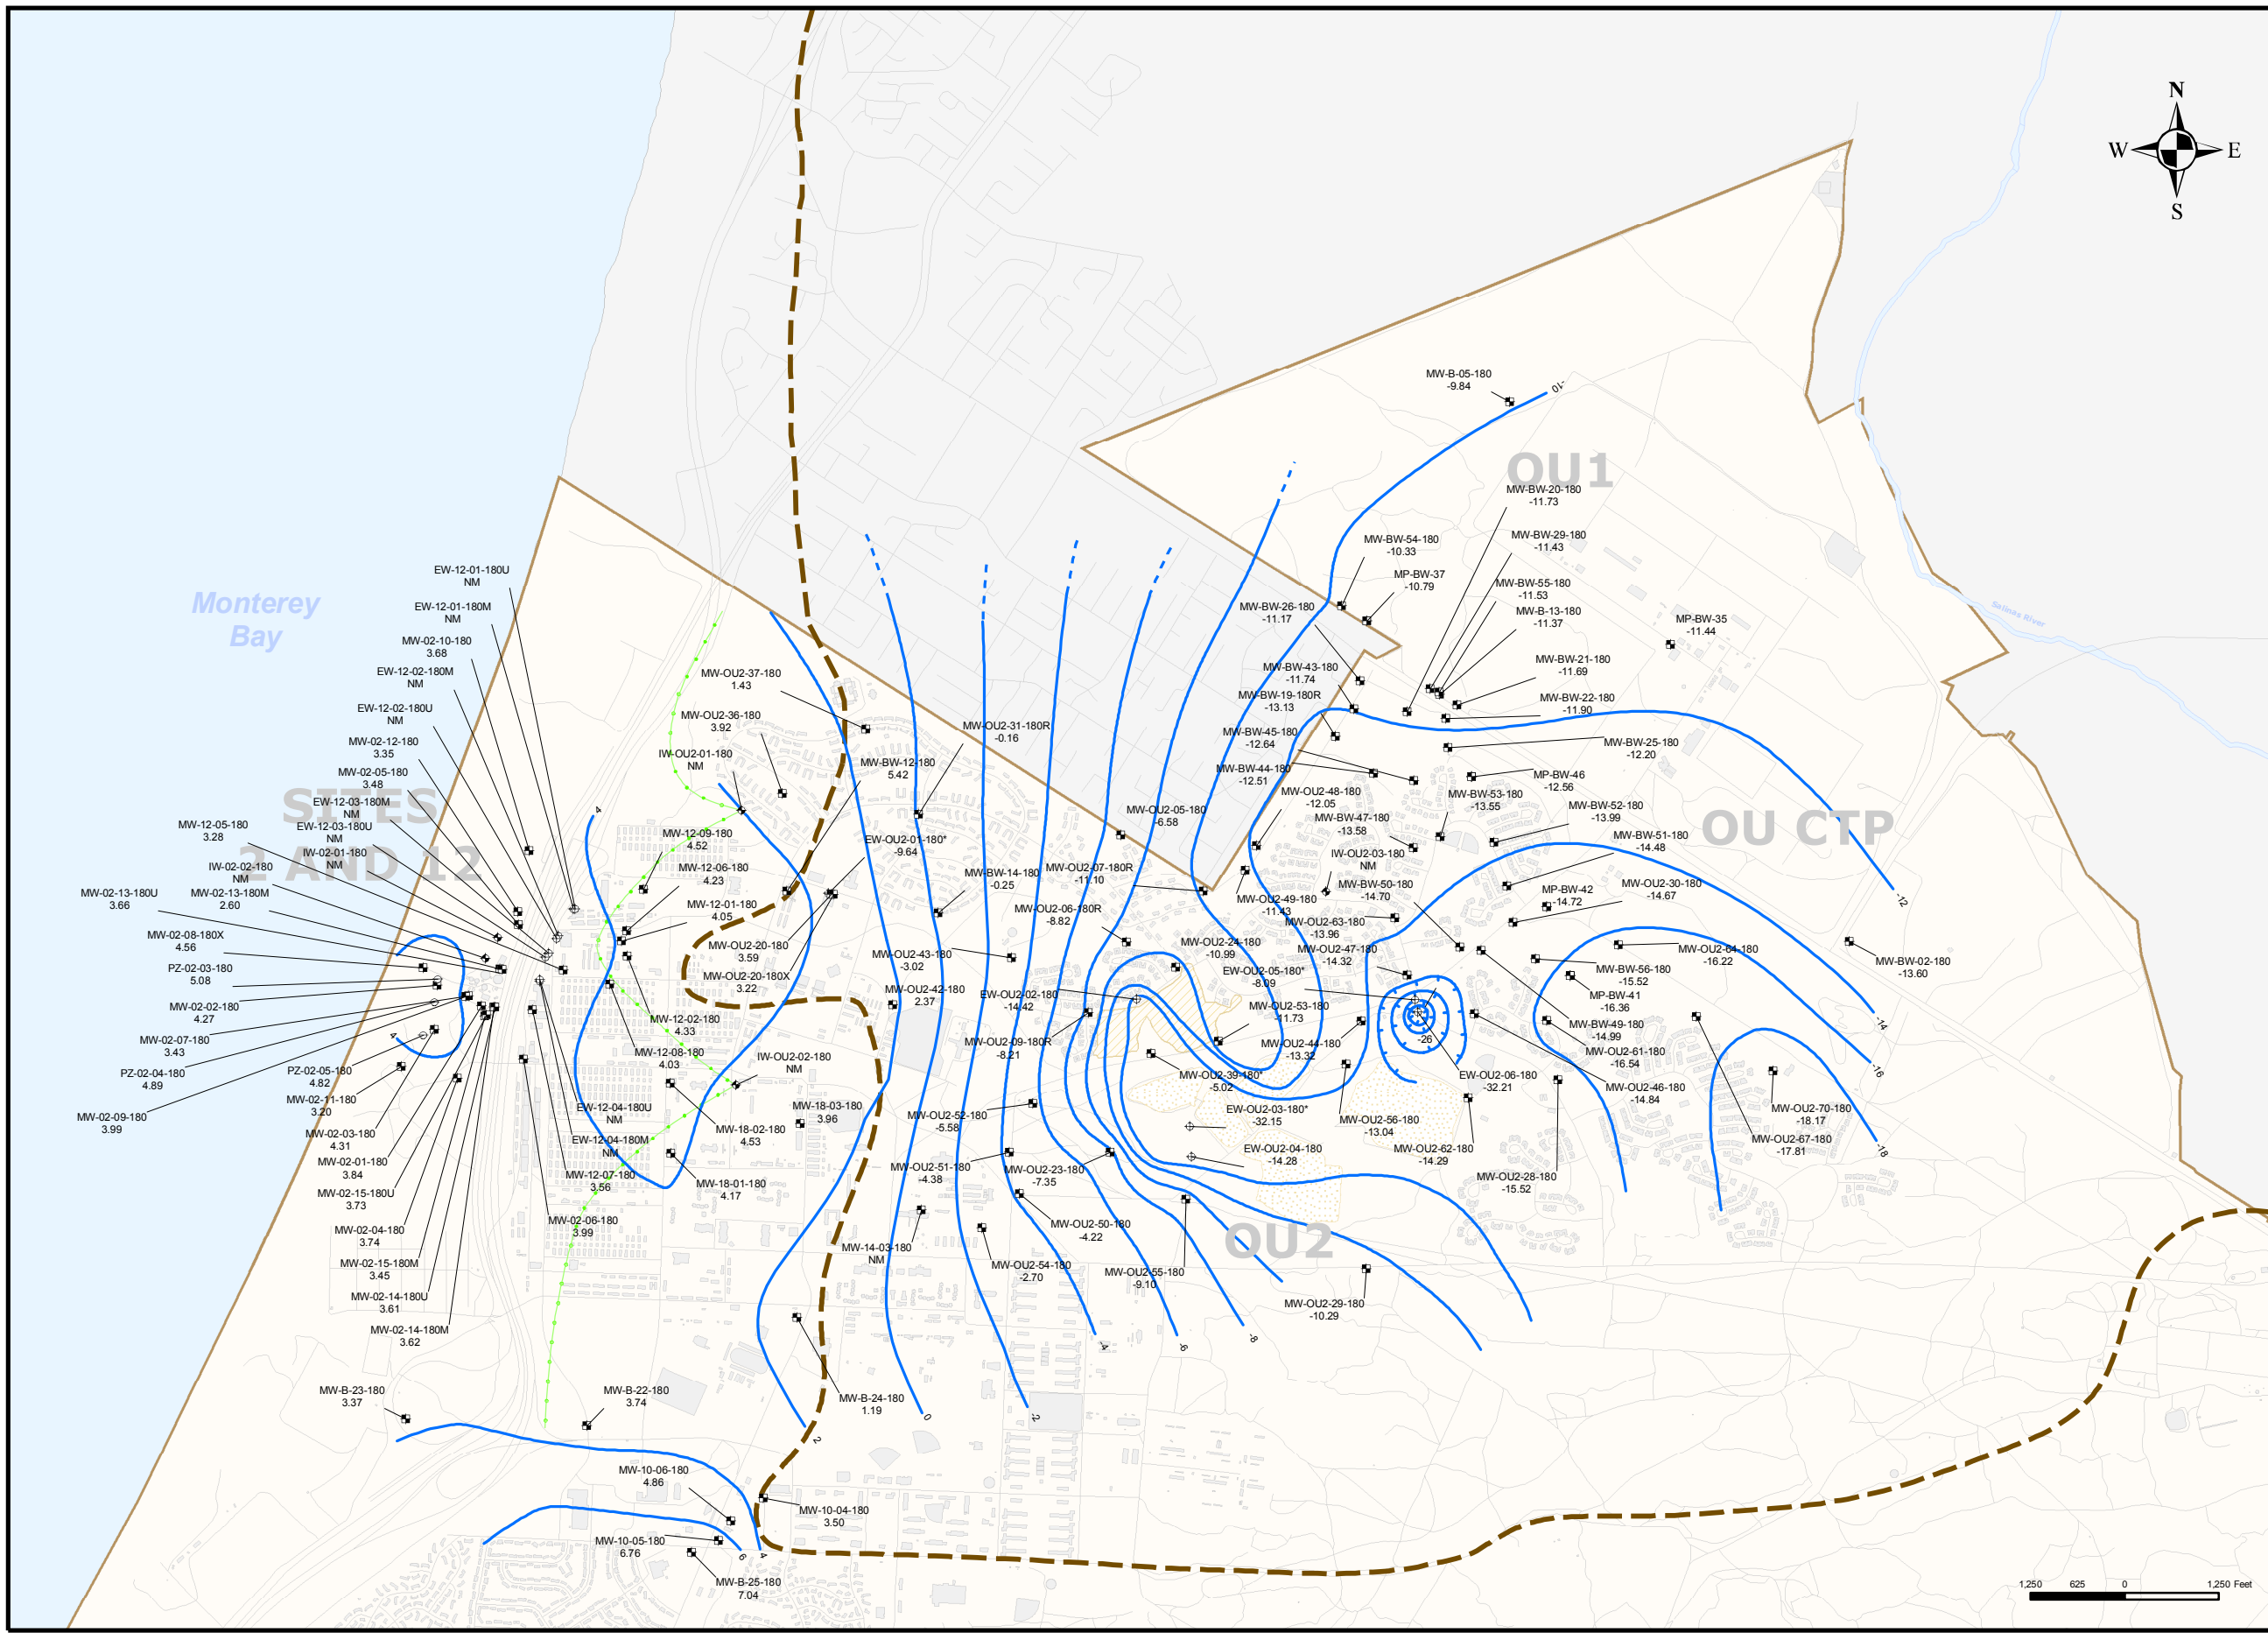 N
W
E
S
MW-B-05-180
-9.84
-10
OU1
MW-BW-20-180
-11.73
MW-BW-29-180
-11.43
MW-BW-54-180
-10.33
MP-BW-37
-10.79
MW-BW-55-180
-11.53
MW-B-13-180
-11.37
MW-BW-26-180
-11.17
MP-BW-35
-11.44
Salinas River
Monterey
Bay
EW-12-01-180U
NM
EW-12-01-180M
NM
MW-02-10-180
3.68
EW-12-02-180M
NM
EW-12-02-180U
NM
MW-02-12-180
3.35
MW-02-05-180
3.48
EW-12-03-180M
NM
EW-12-03-180U
NM
IW-02-01-180
NM
SITES
2 AND 12
MW-12-05-180
3.28
IW-02-02-180
NM
MW-02-13-180U
3.66
MW-02-13-180M
2.60
MW-02-08-180X
4.56
PZ-02-03-180
5.08
MW-02-02-180
4.27
MW-02-07-180
3.43
PZ-02-04-180
4.89
MW-02-09-180
3.99
PZ-02-05-180
4.82
MW-02-11-180
3.20
MW-02-03-180
4.31
MW-02-01-180
3.84
MW-02-15-180U
3.73
MW-02-04-180
3.74
MW-02-15-180M
3.45
MW-02-14-180U
3.61
MW-02-14-180M
3.62
4
4
MW-OU2-37-180
1.43
MW-OU2-36-180
3.92
IW-OU2-01-180
NM
MW-12-09-180
4.52
MW-12-06-180
4.23
MW-12-01-180
4.05
MW-OU2-20-180
3.59
MW-OU2-20-180X
3.22
MW-12-02-180
4.33
MW-12-08-180
4.03
IW-OU2-02-180
NM
EW-12-04-180U
NM
EW-12-04-180M
NM
MW-12-07-180
3.56
MW-02-06-180
3.99
MW-18-03-180
3.96
MW-18-02-180
4.53
MW-18-01-180
4.17
MW-BW-12-180
5.42
EW-OU2-01-180*
-9.64
MW-OU2-31-180R
-0.16
MW-BW-14-180
-0.25
MW-OU2-43-180
-3.02
MW-OU2-42-180
2.37
MW-OU2-05-180
-6.58
MW-OU2-07-180R
-11.10
MW-OU2-06-180R
-8.82
EW-OU2-02-180
-14.42
MW-OU2-09-180R
-8.21
MW-OU2-24-180
-10.99
MW-BW-43-180
-11.74
MW-BW-19-180R
-13.13
MW-BW-45-180
-12.64
MW-BW-44-180
-12.51
MW-OU2-48-180
-12.05
MW-BW-47-180
-13.58
IW-OU2-03-180
NM
MW-BW-50-180
-14.70
MW-OU2-49-180
-11.43
MW-OU2-63-180
-13.96
MW-OU2-47-180
-14.32
EW-OU2-05-180*
-8.09
MW-OU2-53-180
-11.73
MW-OU2-44-180
-13.32
-26
MW-BW-21-180
-11.69
MW-BW-22-180
-11.90
MW-BW-25-180
-12.20
MP-BW-46
-12.56
MW-BW-53-180
-13.55
MW-BW-52-180
-13.99
MW-BW-51-180
-14.48
OU CTP
MP-BW-42
-14.72
MW-OU2-30-180
-14.67
MW-OU2-64-180
-16.22
MW-BW-56-180
-15.52
MP-BW-41
-16.36
MW-BW-49-180
-14.99
MW-OU2-61-180
-16.54
MW-BW-02-180
-13.60
-12
-14
-16
-18
MW-OU2-46-180
-14.84
EW-OU2-06-180
-32.21
MW-OU2-39-180*
-5.02
EW-OU2-03-180*
-32.15
EW-OU2-04-180
-14.28
MW-OU2-56-180
-13.04
MW-OU2-62-180
-14.29
MW-OU2-28-180
-15.52
MW-OU2-70-180
-18.17
MW-OU2-67-180
-17.81
MW-OU2-52-180
-5.58
MW-OU2-51-180
-4.38
MW-OU2-23-180
-7.35
MW-OU2-50-180
-4.22
MW-14-03-180
NM
MW-OU2-54-180
-2.70
MW-OU2-55-180
-9.10
OU2
MW-OU2-29-180
-10.29
-4
-6
-8
0
-2
2
MW-B-24-180
1.19
MW-B-23-180
3.37
MW-B-22-180
3.74
MW-10-06-180
4.86
MW-10-04-180
3.50
MW-10-05-180
6.76
6
4
MW-B-25-180
7.04
1,250 625 0 1,250 Feet